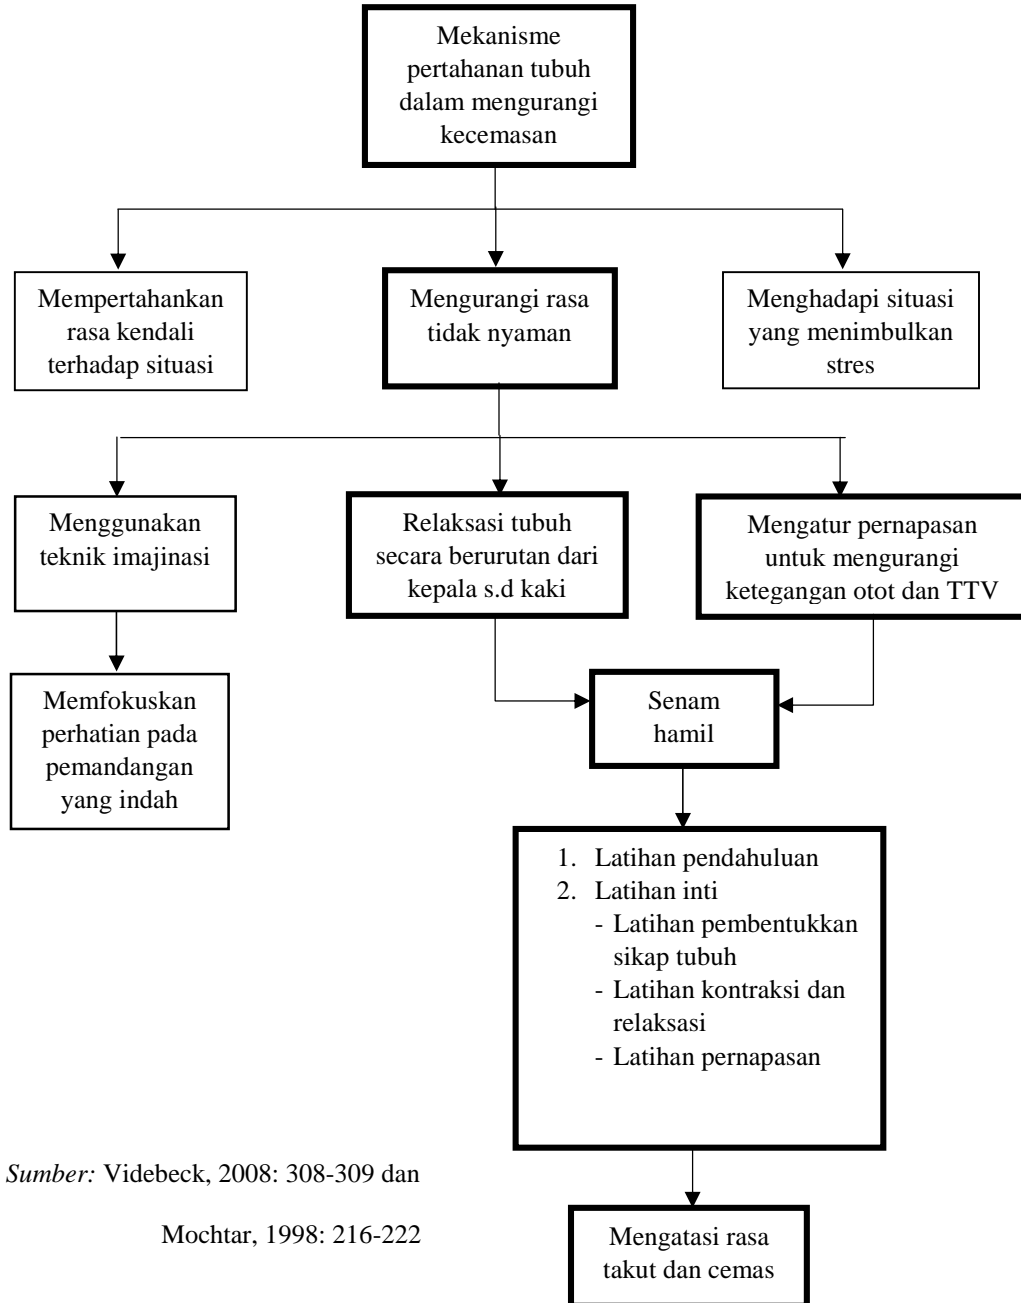 Mekanisme
pertahanan tubuh
dalam mengurangi
kecemasan
Mempertahankan
rasa kendali
terhadap situasi
Mengurangi rasa
tidak nyaman
Menghadapi situasi
yang menimbulkan
stres
Menggunakan
teknik imajinasi
Relaksasi tubuh
secara berurutan dari
kepala s.d kaki
Mengatur pernapasan
untuk mengurangi
ketegangan otot dan TTV
Memfokuskan
perhatian pada
pemandangan
yang indah
Senam
hamil
1. Latihan pendahuluan
2. Latihan inti
- Latihan pembentukkan
sikap tubuh
- Latihan kontraksi dan
relaksasi
- Latihan pernapasan
Sumber: Videbeck, 2008: 308-309 dan
Mochtar, 1998: 216-222
Mengatasi rasa
takut dan cemas